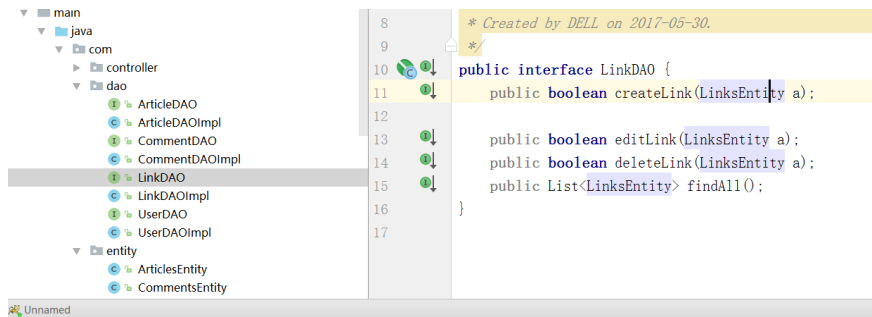 main
java
com
controller
dao
ArticleDAO
ArticleDAOImpl
CommentDAO
CommentDAOImpl
LinkDAO
LinkDAOImpl
UserDAO
UserDAOImpl
entity
ArticlesEntity
CommentsEntity
8 * Created by DELL on 2017-05-30.
9 */
10 public interface LinkDAO {
11 public boolean createLink(LinksEntity a);
12
13 public boolean editLink(LinksEntity a);
14 public boolean deleteLink(LinksEntity a);
15 public List<LinksEntity> findAll();
16 }
17
Unnamed